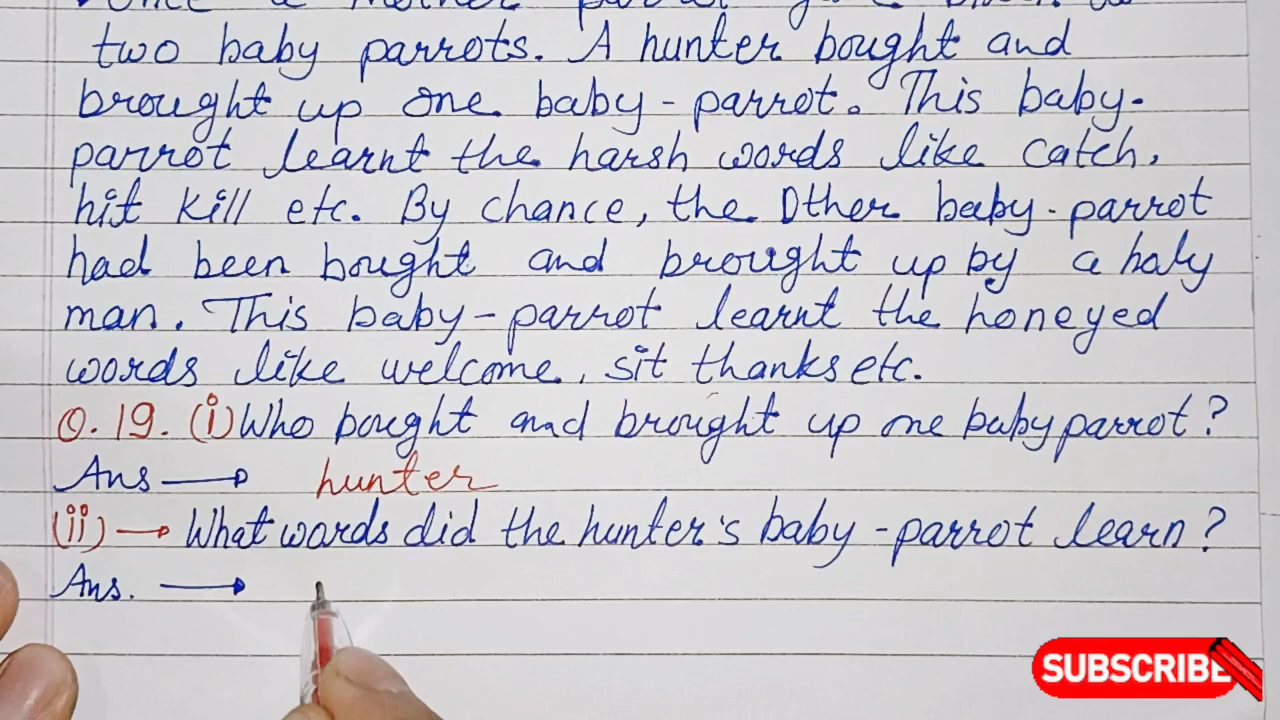 two baby parrots. A hunter bought and
brought up one baby-parrot. This baby-
parrot learnt the harsh words like catch,
hit kill etc. By chance, the Other baby-parrot
had been bought and brought up by a holy
man. This baby-parrot learnt the honeyed
words like welcome, sit thanks etc.
Q. 19. (i) Who bought and brought up one baby parrot?
Ans → hunter
(ii) → What words did the hunter's baby-parrot learn?
Ans. →
SUBSCRIBE